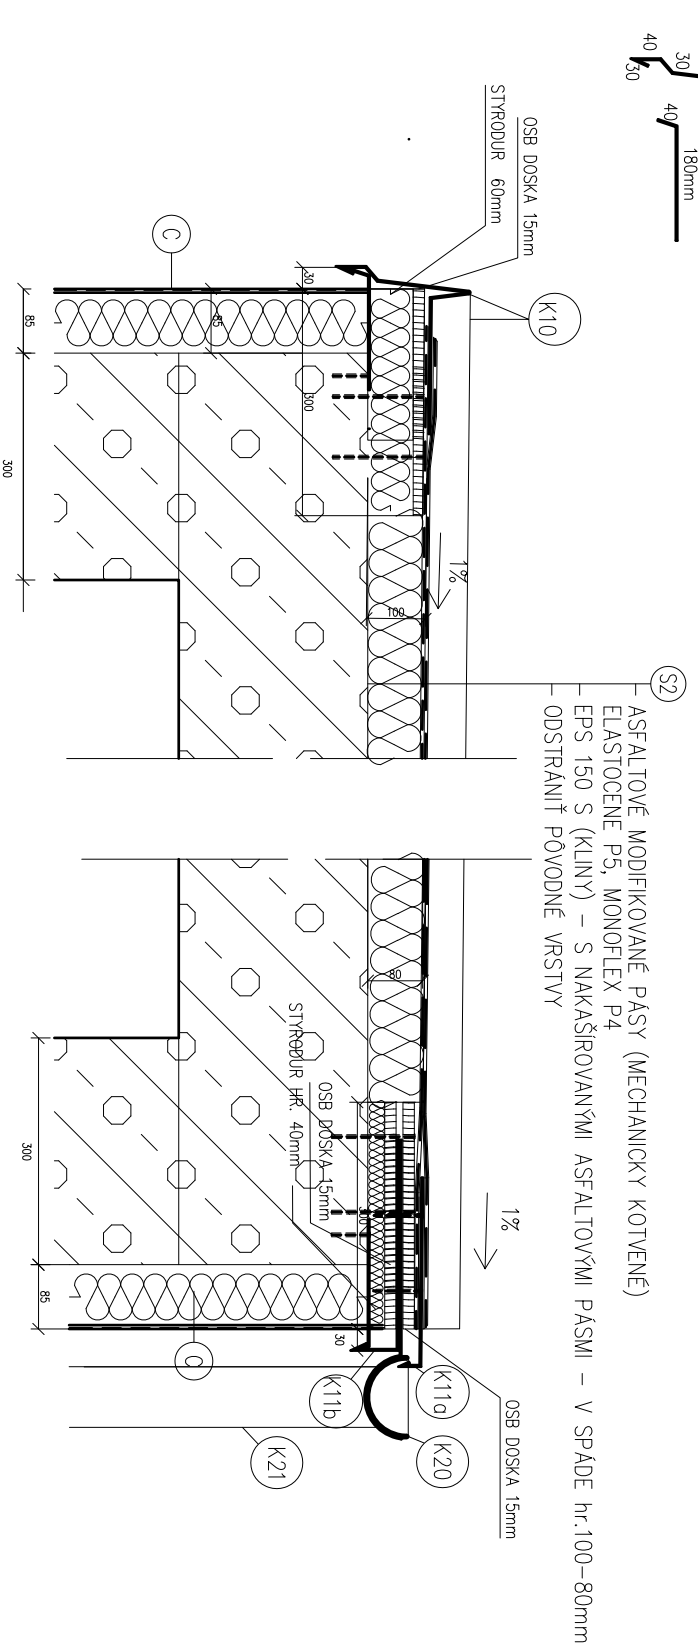 40
30
30
40
180mm
OSB DOSKA 15mm
STYRODUR 60mm
C
K10
30
85
85
300
300
1%
100
S2
ASFALTOVÉ MODIFIKOVANÉ PÁSY (MECHANICKY KOTVENÉ)
ELASTOCENE P5, MONOFLEX P4
EPS 150 S (KLINY) - S NAKAŠÍROVANÝMI ASFALTOVÝMI PÁSMI - V SPÁDE hr.100-80mm
ODSTRÁNIŤ PÔVODNÉ VRSTVY
80
OSB DOSKA 15mm
STYRODUR HR. 40mm
1%
300
85
30
C
K11a
K11b
K20
K21
OSB DOSKA 15mm